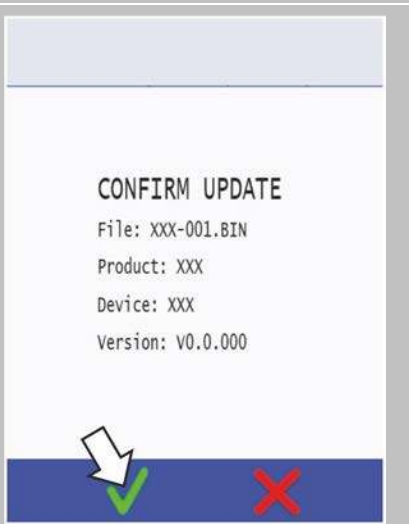 CONFIRM UPDATE
File: XXX-001.BIN
Product: XXX
Device: XXX
Version: V0.0.000